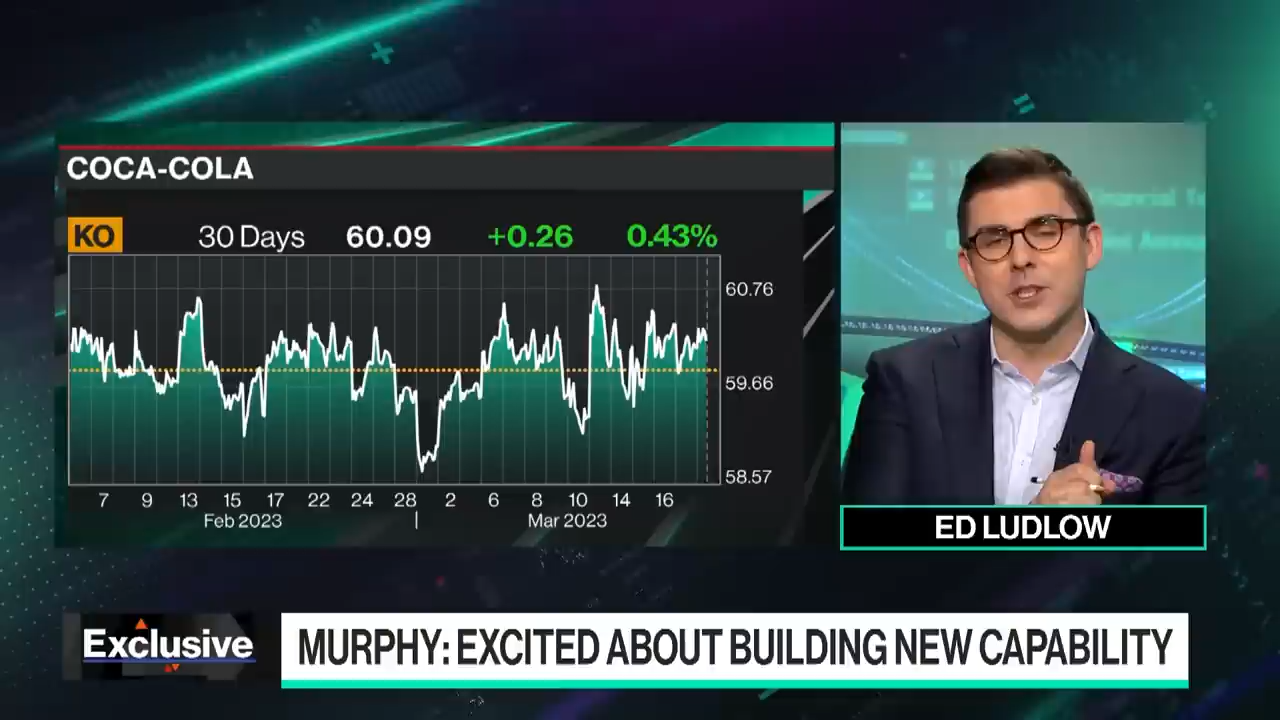 COCA-COLA
KO 30 Days 60.09 +0.26 0.43%
60.76
59.66
58.57
7 9 13 15 17 22 24 28 2 6 8 10 14 16
Feb 2023 | Mar 2023
ED LUDLOW
Exclusive
MURPHY: EXCITED ABOUT BUILDING NEW CAPABILITY